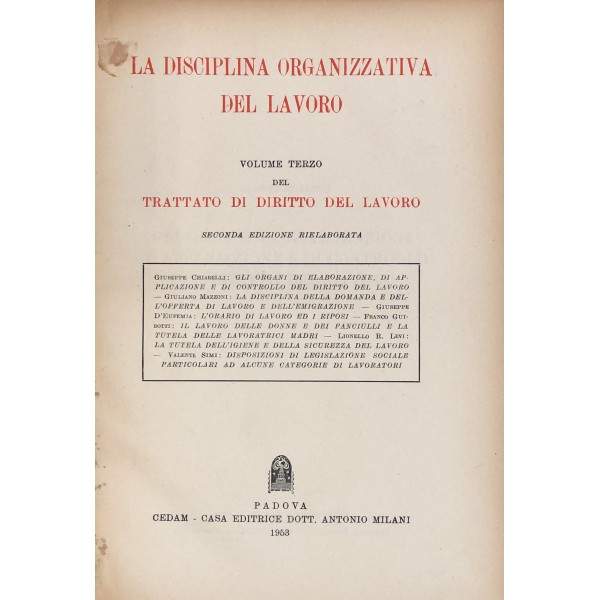 LA DISCIPLINA ORGANIZZATIVA
DEL LAVORO
VOLUME TERZO
DEL
TRATTATO DI DIRITTO DEL LAVORO
SECONDA EDIZIONE RIELABORATA
GIUSEPPE CHIARELLI: GLI ORGANI DI ELABORAZIONE, DI AP-
PLICAZIONE E DI CONTROLLO DEL DIRITTO DEL LAVORO
— GIULIANO MAZZONI: LA DISCIPLINA DELLA DOMANDA E DEL-
L'OFFERTA DI LAVORO E DELL'EMIGRAZIONE — GIUSEPPE
D'EUFEMIA: L'ORARIO DI LAVORO ED I RIPOSI — FRANCO GUI-
DOTTI: IL LAVORO DELLE DONNE E DEI FANCIULLI E LA
TUTELA DELLE LAVORATRICI MADRI — LIONELLO R. LEVI:
LA TUTELA DELL'IGIENE E DELLA SICUREZZA DEL LAVORO
— VALENTE SIMI: DISPOSIZIONI DI LEGISLAZIONE SOCIALE
PARTICOLARI AD ALCUNE CATEGORIE DI LAVORATORI
PADOVA
CEDAM - CASA EDITRICE DOTT. ANTONIO MILANI
1953